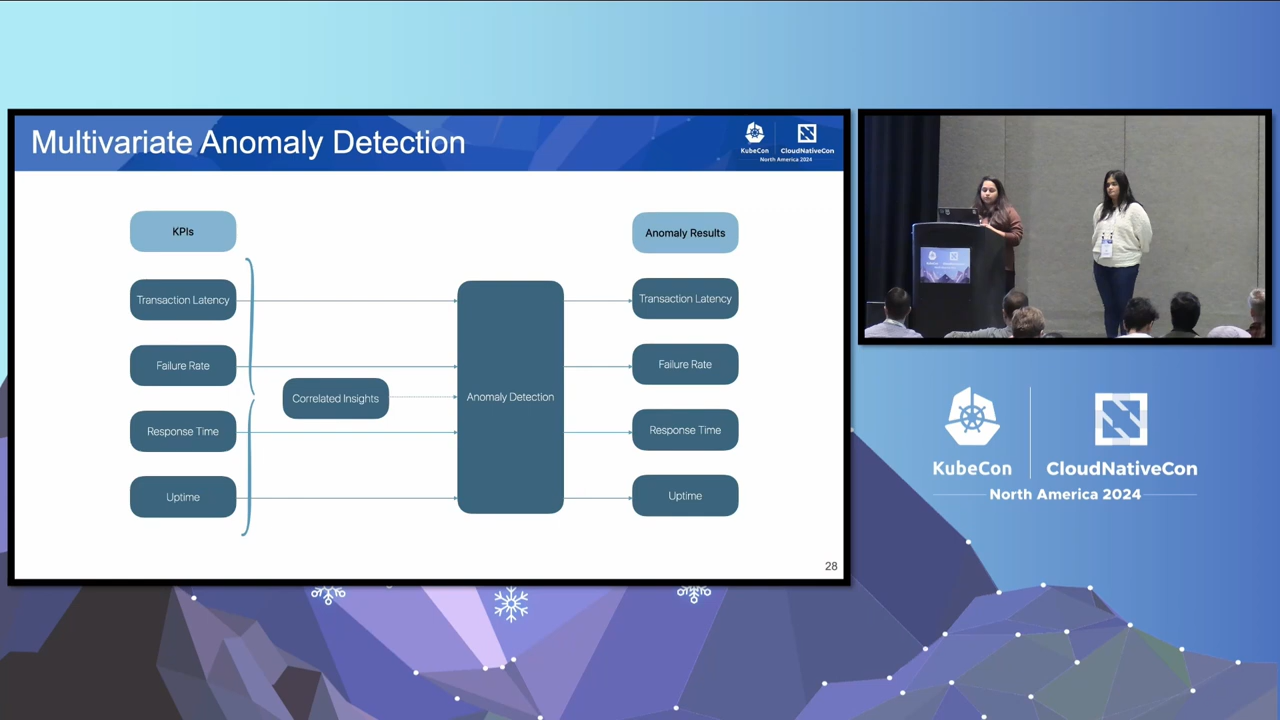 Multivariate Anomaly Detection
KubeCon
CloudNativeCon
North America 2024
KPIs
Anomaly Results
Transaction Latency
Transaction Latency
Failure Rate
Failure Rate
Correlated Insights
Anomaly Detection
Response Time
Response Time
Uptime
Uptime
28
KubeCon
CloudNativeCon
North America 2024